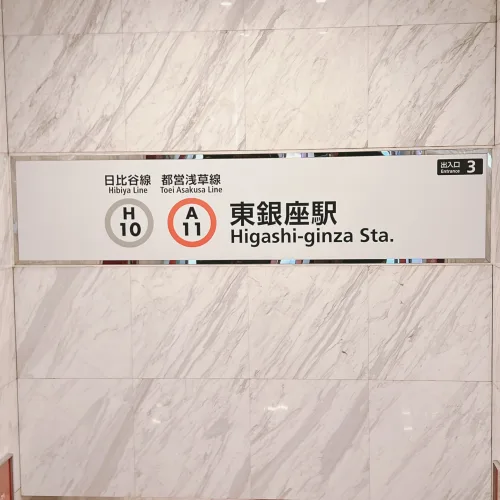 日比谷線 都営浅草線
Hibiya Line Toei Asakusa Line
H
10
A
11
東銀座駅
Higashi-ginza Sta.
出入口
Entrance
3